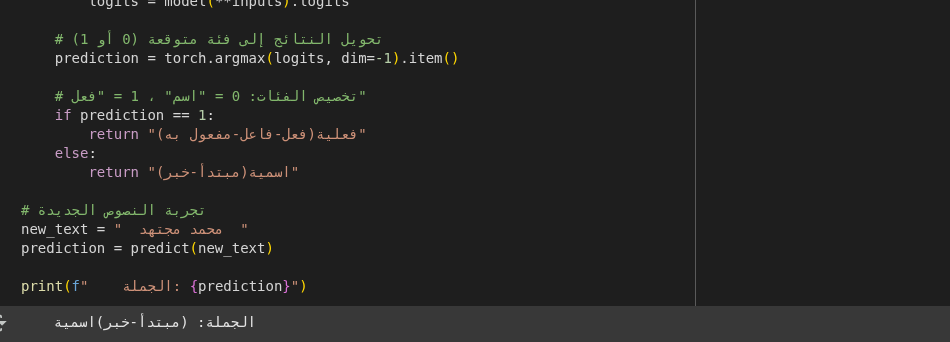 logits = model(**inputs).logits
# تحويل النتائج إلى فئة متوقعة (0 أو 1)
prediction = torch.argmax(logits, dim=-1).item()
# تخصيص الفئات: 0 = "اسم" ، 1 = "فعل"
if prediction == 1:
return "فعلية(فعل-فاعل-مفعول به)"
else:
return "اسمية(مبتدأ-خبر)"
# تجربة النصوص الجديدة
new_text = "  محمد مجتهد  "
prediction = predict(new_text)
print(f"    الجملة: {prediction}")
الجملة: اسمية(مبتدأ-خبر)